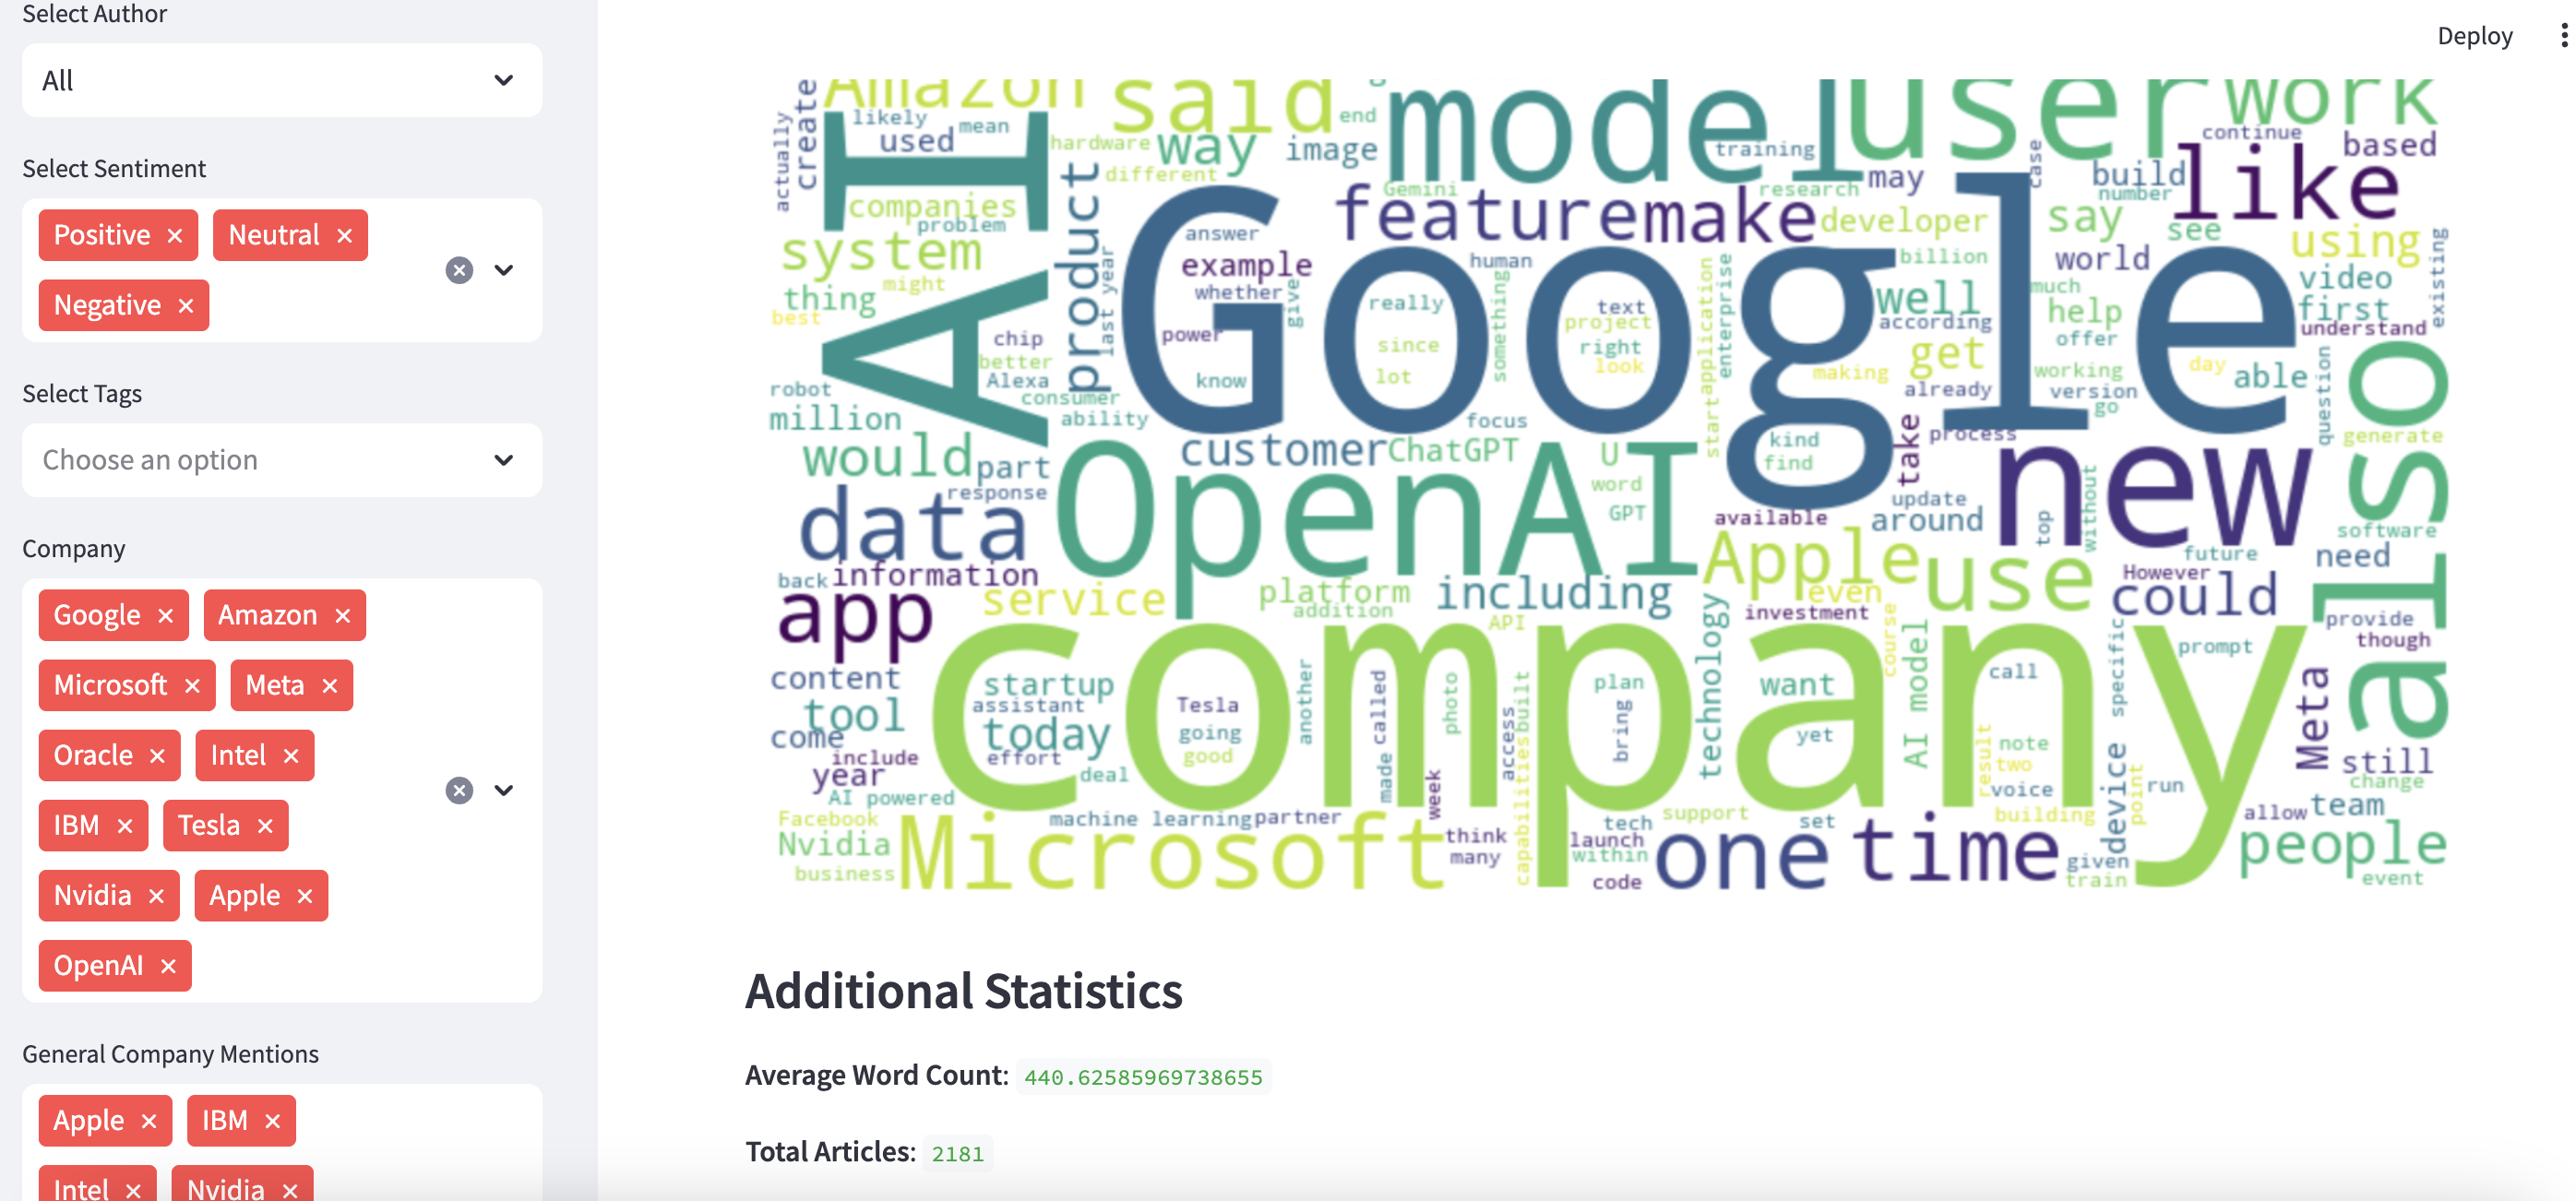 Select Author
All
Select Sentiment
Positive × Neutral ×
Negative ×
Select Tags
Choose an option
Company
Google × Amazon ×
Microsoft × Meta ×
Oracle × Intel ×
IBM × Tesla ×
Nvidia × Apple ×
OpenAI ×
General Company Mentions
Apple × IBM ×
Intel × Nvidia ×
Deploy
Amazon
said
end
model
user
work
actually
create
likely
mean
used
hardware
way
image
different
training
continue
case
based
AI
companies
problem
product
Gemini
research
may
build
number
like
feature
make
developer
say
see
system
answer
example
human
billion
world
using
existing
thing
might
last year
whether
give
really
something
text
project
application
enterprise
well
much
help
video
first
best
chip
power
since
right
according
offer
understand
better
look
get
Alexa
know
lot
making
working
day
able
question
robot
consumer
already
version
Google
million
ability
focus
start
go
so
would
part
customer
ChatGPT
U
kind
find
take
process
generate
response
word
data
OpenAI
GPT
available
update
around
new
top
without
software
back
information
Apple
future
need
However
app
service
platform
addition
including
even
use
could
API
technology
investment
course
provide
also
though
content
startup
another
called
photo
built
plan
want
AI model
call
specific
prompt
Meta
tool
assistant
Tesla
today
going
access
bring
yet
come
include
effort
good
company
result
note
two
device
still
year
deal
made
week
voice
point
run
change
AI powered
capabilities
building
allow
team
Facebook
machine learning
partner
tech
support
set
Nvidia
Microsoft
think
many
launch
within
one
time
given
people
business
code
train
event
Additional Statistics
Average Word Count: 440.62585969738655
Total Articles: 2181